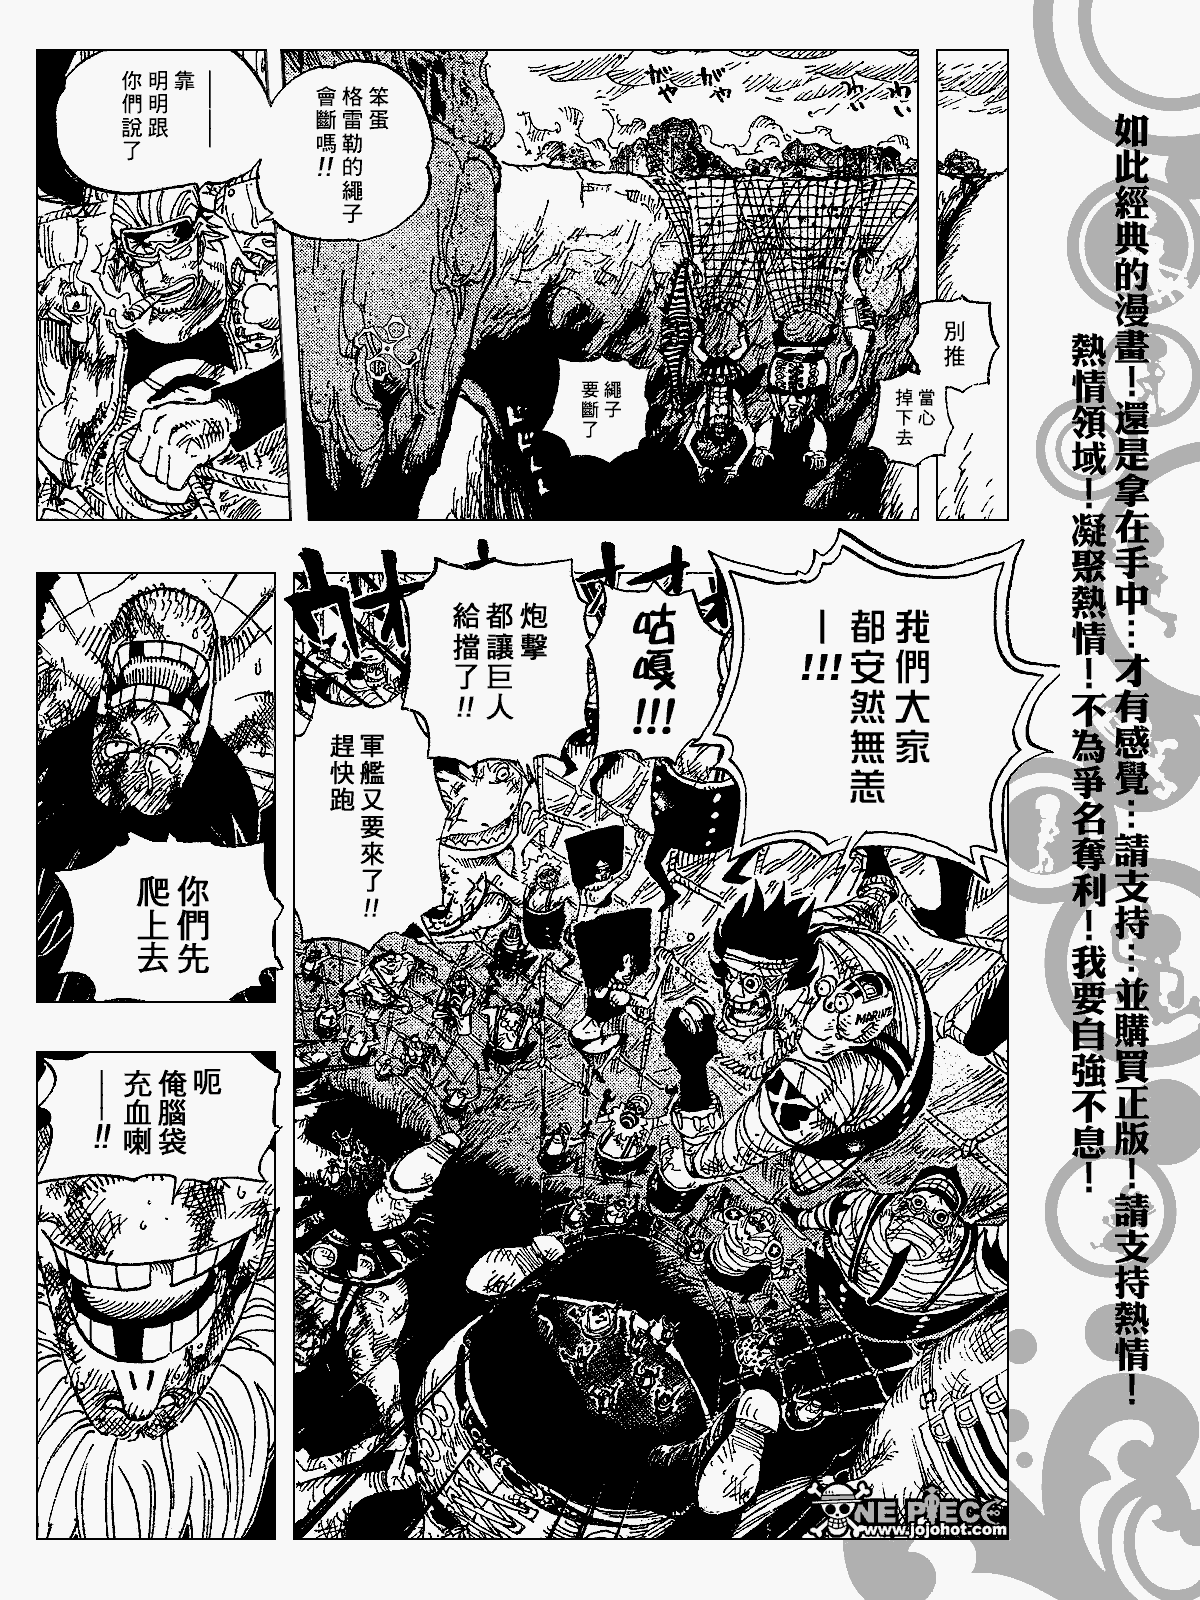 別推
當心
掉下去
繩子
要斷了
笨蛋
格雷勒的繩子
會斷嗎!!
靠
明明跟
你們說了
——
我們大家
都安然無恙
—!!!
咕嘎!!!
炮擊
都讓巨人
給擋了!!
軍艦又要來了!!
趕快跑
MARINE
你們先
爬上去
呃
俺腦袋
充血喇
——!!
如此經典的漫畫！還是拿在手中…才有感覺…請支持…並購買正版！請支持熱情！
熱情領域！凝聚熱情！不為爭名奪利！我要自強不息！
ONE PIECE
www.jojohot.com